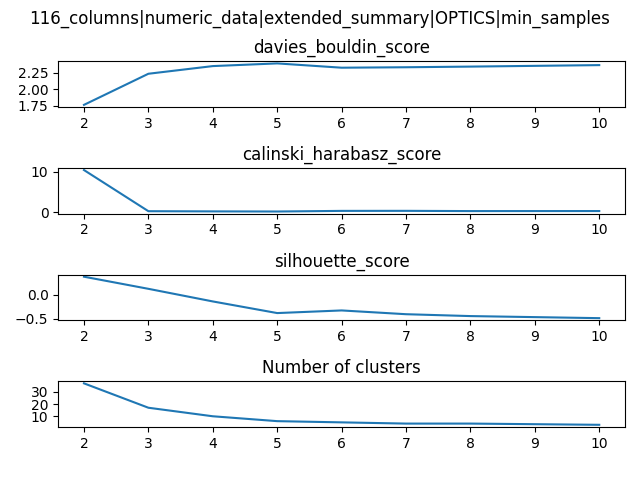 116_columns|numeric_data|extended_summary|OPTICS|min_samples
davies_bouldin_score
2.25
2.00
1.75
2 3 4 5 6 7 8 9 10
calinski_harabasz_score
10
0
2 3 4 5 6 7 8 9 10
silhouette_score
0.0
−0.5
2 3 4 5 6 7 8 9 10
Number of clusters
30
20
10
2 3 4 5 6 7 8 9 10